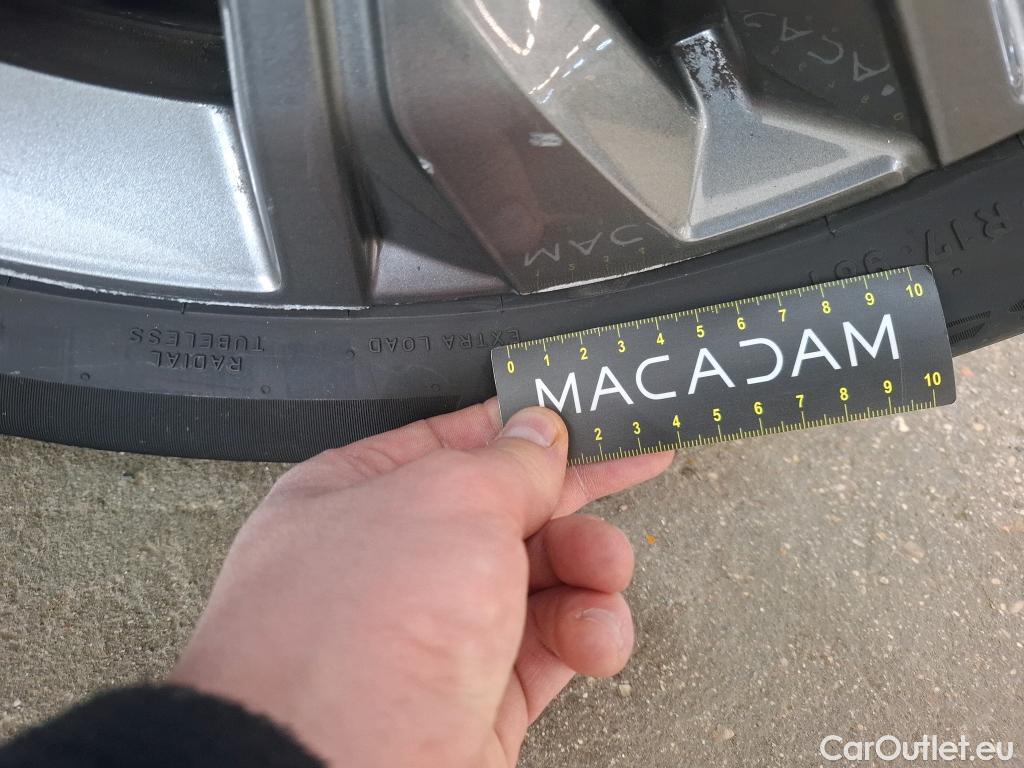 RADIAL
TUBELESS
EXTRA LOAD
R17
0 1 2 3 4 5 6 7 8 9 10
MACADAM
2 3 4 5 6 7 8 9 10
CarOutlet.eu